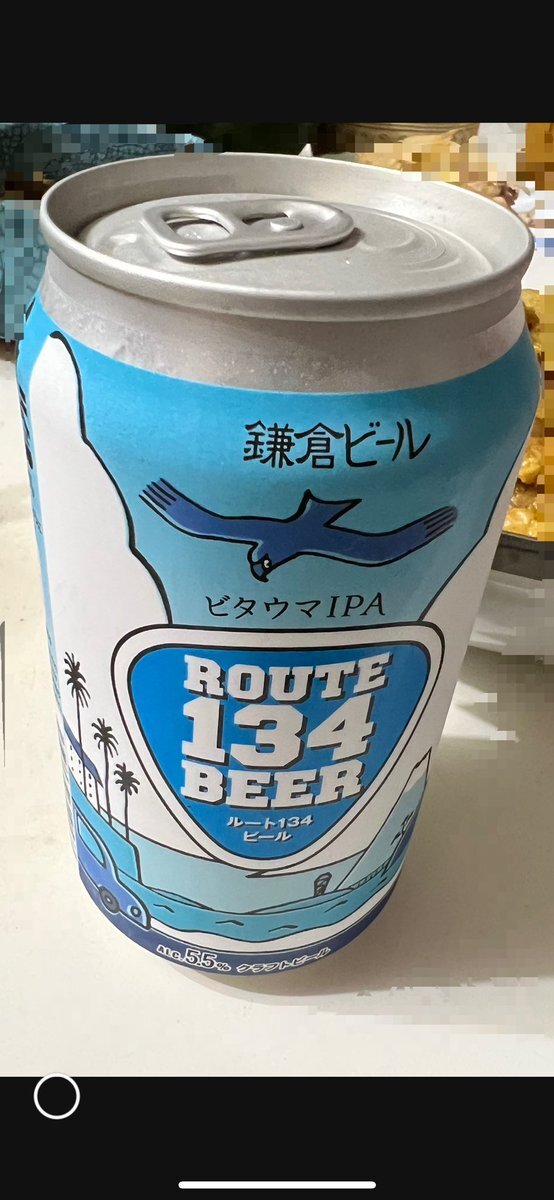 鎌倉ビール
ビタウマIPA
ROUTE
134
BEER
ルート134
ビール
ALC.5.5% クラフトビール